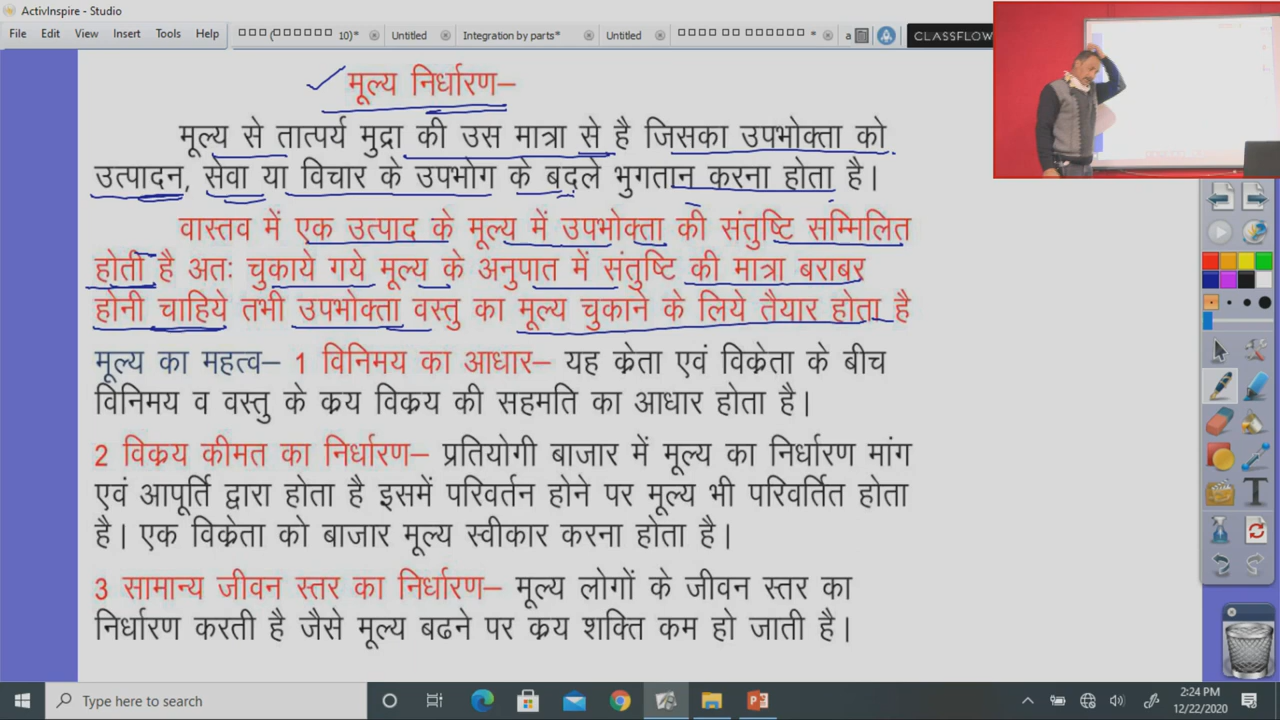 ActivInspire - Studio
File Edit View Insert Tools Help
10)* Untitled Integration by parts* Untitled * a CLASSFLOW
मूल्य निर्धारण–
मूल्य से तात्पर्य मुद्रा की उस मात्रा से है जिसका उपभोक्ता को
उत्पादन, सेवा या विचार के उपभोग के बदले भुगतान करना होता है।
वास्तव में एक उत्पाद के मूल्य में उपभोक्ता की संतुष्टि सम्मिलित
होती है अतः चुकाये गये मूल्य के अनुपात में संतुष्टि की मात्रा बराबर
होनी चाहिये तभी उपभोक्ता वस्तु का मूल्य चुकाने के लिये तैयार होता है
मूल्य का महत्व– 1 विनिमय का आधार– यह क्रेता एवं विक्रेता के बीच
विनिमय व वस्तु के क्रय विक्रय की सहमति का आधार होता है।
2 विक्रय कीमत का निर्धारण– प्रतियोगी बाजार में मूल्य का निर्धारण मांग
एवं आपूर्ति द्वारा होता है इसमें परिवर्तन होने पर मूल्य भी परिवर्तित होता
है। एक विक्रेता को बाजार मूल्य स्वीकार करना होता है।
3 सामान्य जीवन स्तर का निर्धारण– मूल्य लोगों के जीवन स्तर का
निर्धारण करती है जैसे मूल्य बढने पर क्रय शक्ति कम हो जाती है।
Type here to search
2:24 PM
12/22/2020